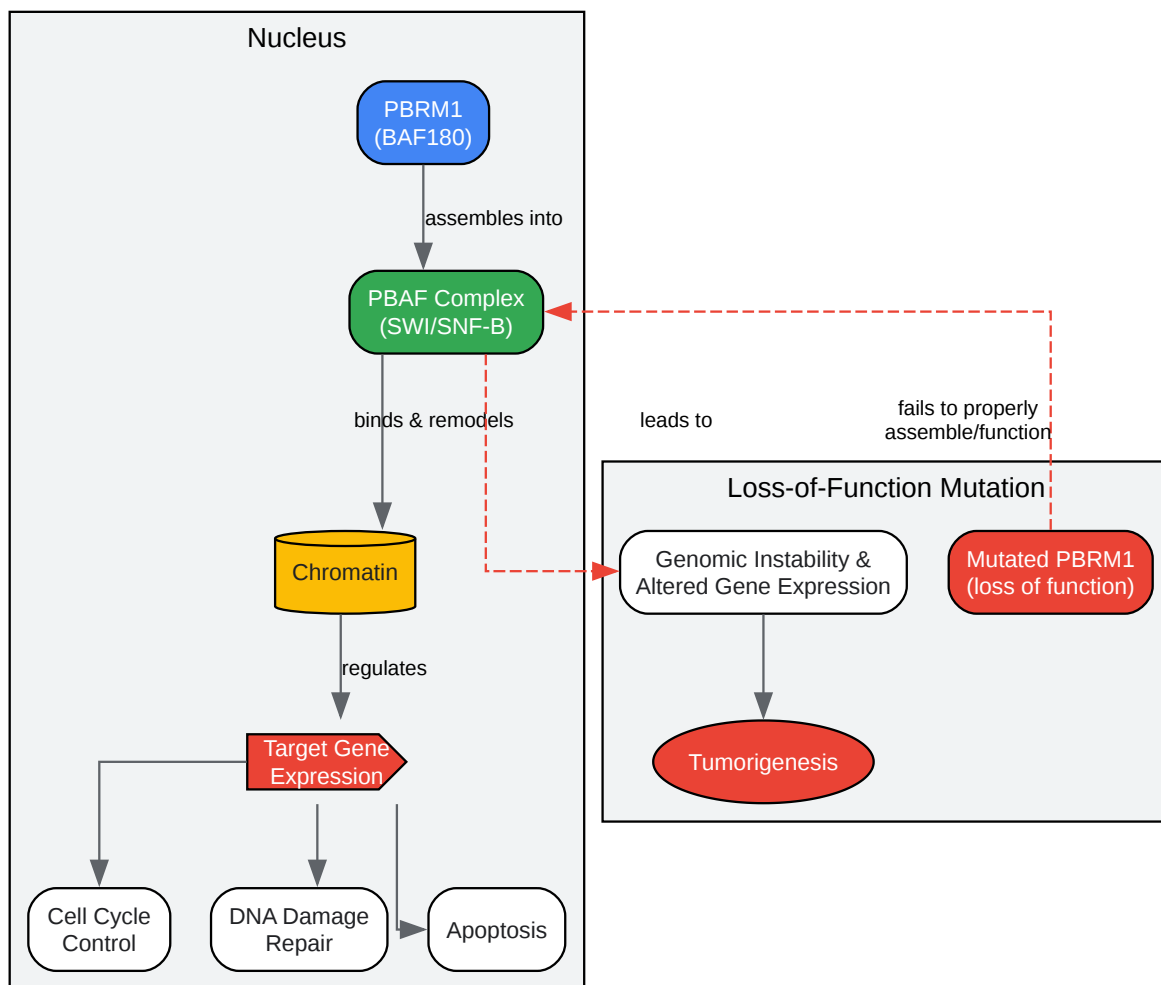 Nucleus
PBRM1
(BAF180)
assembles into
PBAF Complex
(SWI/SNF-B)
binds & remodels
leads to
fails to properly
assemble/function
Loss-of-Function Mutation
Chromatin
Genomic Instability &
Altered Gene Expression
Mutated PBRM1
(loss of function)
regulates
Target Gene
Expression
Tumorigenesis
Cell Cycle
Control
DNA Damage
Repair
Apoptosis